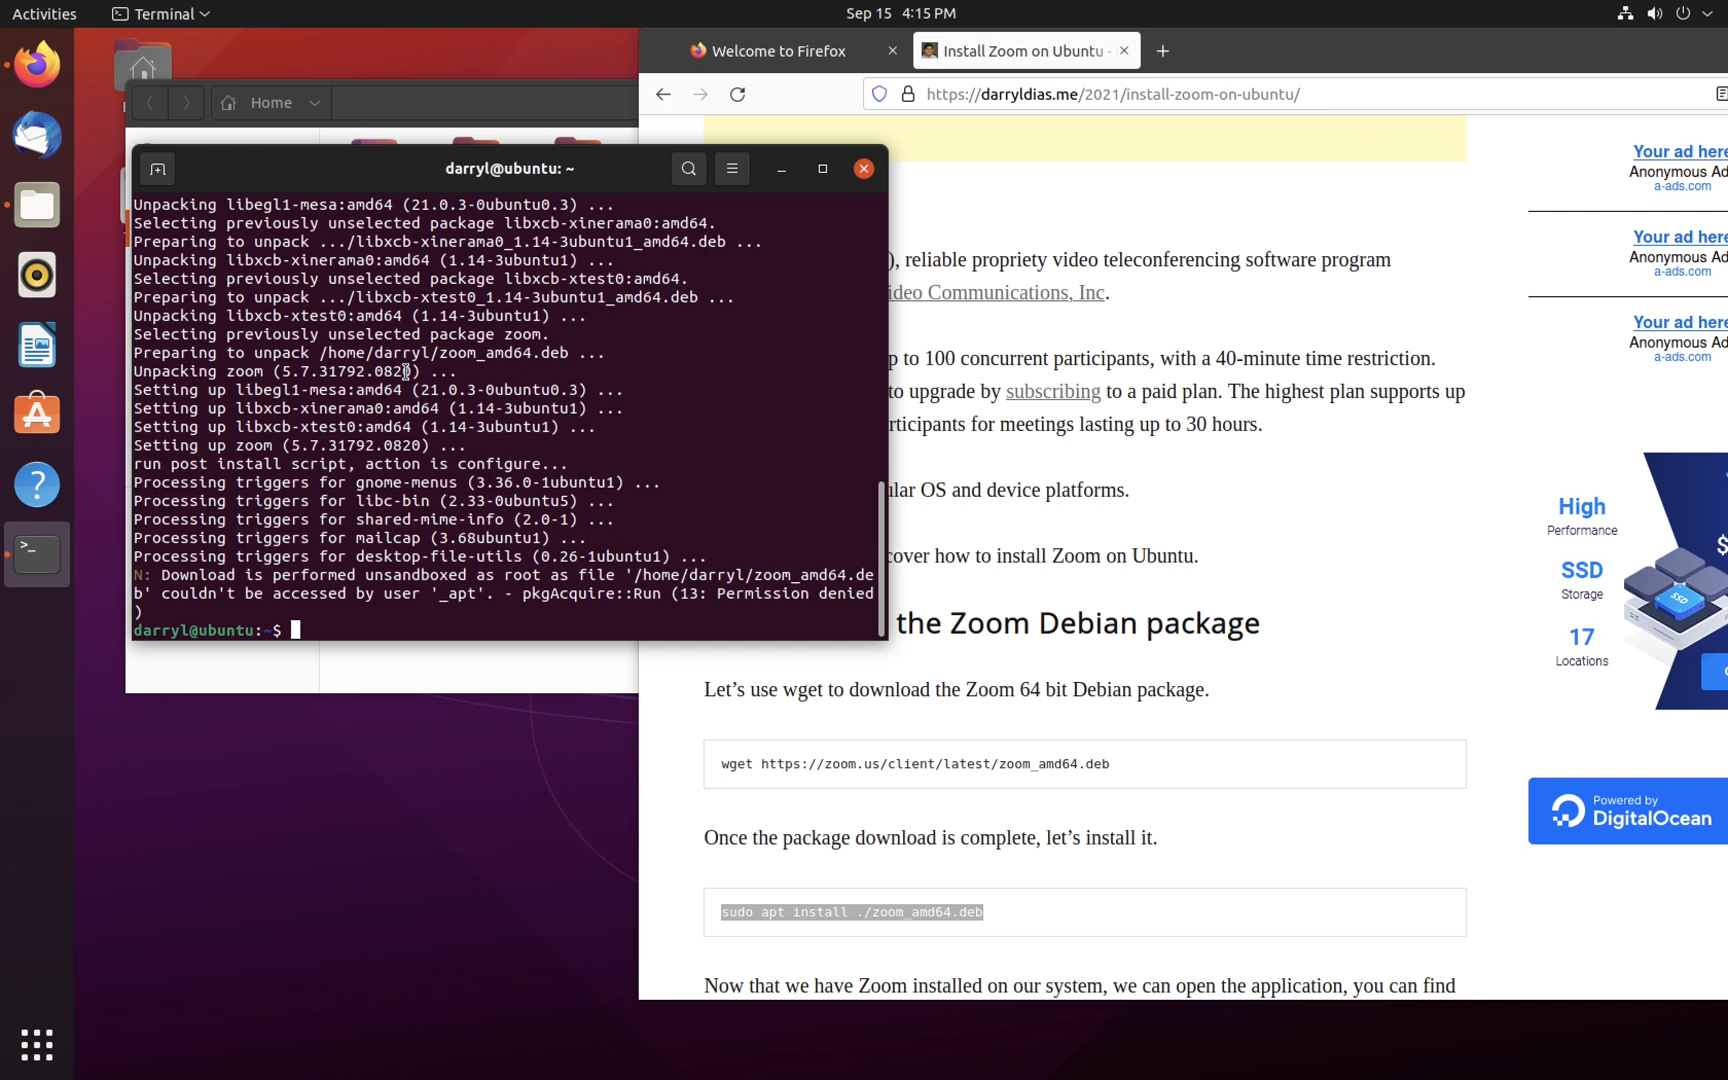 Activities
Terminal
Sep 15 4:15 PM
Home
darryl@ubuntu: ~
Unpacking libegl1-mesa:amd64 (21.0.3-0ubuntu0.3) ...
Selecting previously unselected package libxcb-xinerama0:amd64.
Preparing to unpack .../libxcb-xinerama0_1.14-3ubuntu1_amd64.deb ...
Unpacking libxcb-xinerama0:amd64 (1.14-3ubuntu1) ...
Selecting previously unselected package libxcb-xtest0:amd64.
Preparing to unpack .../libxcb-xtest0_1.14-3ubuntu1_amd64.deb ...
Unpacking libxcb-xtest0:amd64 (1.14-3ubuntu1) ...
Selecting previously unselected package zoom.
Preparing to unpack /home/darryl/zoom_amd64.deb ...
Unpacking zoom (5.7.31792.0820) ...
Setting up libegl1-mesa:amd64 (21.0.3-0ubuntu0.3) ...
Setting up libxcb-xinerama0:amd64 (1.14-3ubuntu1) ...
Setting up libxcb-xtest0:amd64 (1.14-3ubuntu1) ...
Setting up zoom (5.7.31792.0820) ...
run post install script, action is configure...
Processing triggers for gnome-menus (3.36.0-1ubuntu1) ...
Processing triggers for libc-bin (2.33-0ubuntu5) ...
Processing triggers for shared-mime-info (2.0-1) ...
Processing triggers for mailcap (3.68ubuntu1) ...
Processing triggers for desktop-file-utils (0.26-1ubuntu1) ...
N: Download is performed unsandboxed as root as file '/home/darryl/zoom_amd64.de
b' couldn't be accessed by user '_apt'. - pkgAcquire::Run (13: Permission denied
)
darryl@ubuntu:~$
Welcome to Firefox
Install Zoom on Ubuntu -
https://darryldias.me/2021/install-zoom-on-ubuntu/
), reliable propriety video teleconferencing software program
ideo Communications, Inc.
p to 100 concurrent participants, with a 40-minute time restriction.
to upgrade by subscribing to a paid plan. The highest plan supports up
rticipants for meetings lasting up to 30 hours.
ular OS and device platforms.
cover how to install Zoom on Ubuntu.
the Zoom Debian package
Let’s use wget to download the Zoom 64 bit Debian package.
wget https://zoom.us/client/latest/zoom_amd64.deb
Once the package download is complete, let’s install it.
sudo apt install ./zoom_amd64.deb
Now that we have Zoom installed on our system, we can open the application, you can find
Your ad here
Anonymous Ad
a-ads.com
Your ad here
Anonymous Ad
a-ads.com
Your ad here
Anonymous Ad
a-ads.com
High
Performance
SSD
Storage
17
Locations
$
SSD
Powered by
DigitalOcean